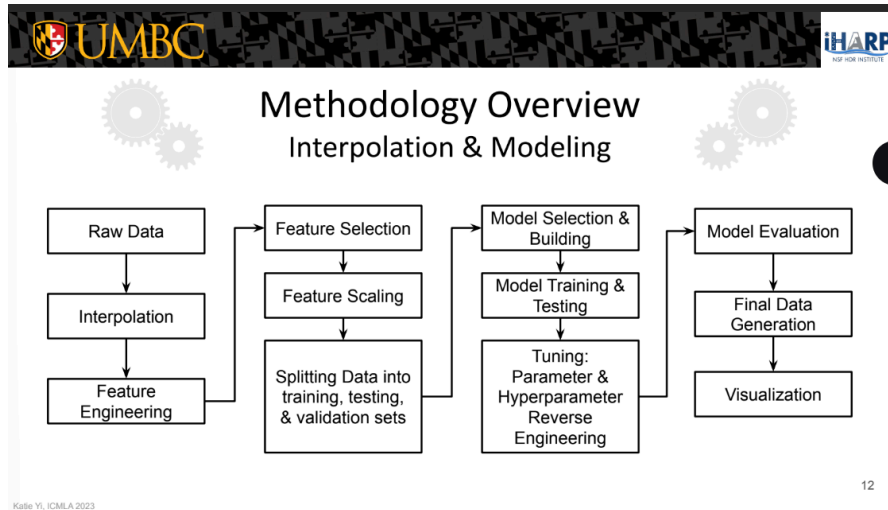 UMBC
iHARP
NSF HDR INSTITUTE
Methodology Overview
Interpolation & Modeling
Raw Data
Interpolation
Feature
Engineering
Feature Selection
Feature Scaling
Splitting Data into
training, testing,
& validation sets
Model Selection &
Building
Model Training &
Testing
Tuning:
Parameter &
Hyperparameter
Reverse
Engineering
Model Evaluation
Final Data
Generation
Visualization
12
Katie Yi, ICMLA 2023